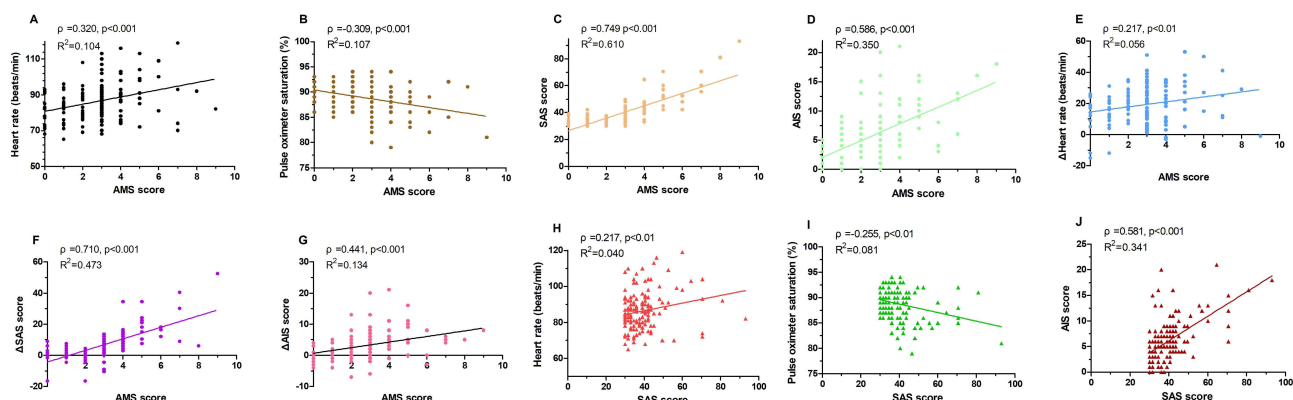 A
ρ =0.320, p<0.001
R²=0.104
Heart rate (beats/min)
110
90
70
50
0 2 4 6 8 10
AMS score
B
ρ =-0.309, p<0.001
R²=0.107
Pulse oximeter saturation (%)
100
95
90
85
80
75
0 2 4 6 8 10
AMS score
C
ρ =0.749 p<0.001
R²=0.610
SAS score
100
80
60
40
20
0
0 2 4 6 8 10
AMS score
D
ρ =0.586, p<0.001
R²=0.350
AIS score
25
20
15
10
5
0
0 2 4 6 8 10
AMS score
E
ρ =0.217, p<0.01
R²=0.056
ΔHeart rate (beats/min)
60
40
20
0
-20
2 4 6 8 10
AMS score
F
ρ =0.710, p<0.001
R²=0.473
ΔSAS score
60
40
20
0
-20
2 4 6 8 10
AMS score
G
ρ =0.441, p<0.001
R²=0.134
ΔAIS score
30
20
10
0
-10
2 4 6 8 10
AMS score
H
ρ =0.217, p<0.01
R²=0.040
Heart rate (beats/min)
120
100
80
60
0 20 40 60 80 100
SAS score
I
ρ =-0.255, p<0.01
R²=0.081
Pulse oximeter saturation (%)
100
95
90
85
80
75
0 20 40 60 80 100
SAS score
J
ρ =0.581, p<0.001
R²=0.341
AIS score
25
20
15
10
5
0
0 20 40 60 80 100
SAS score